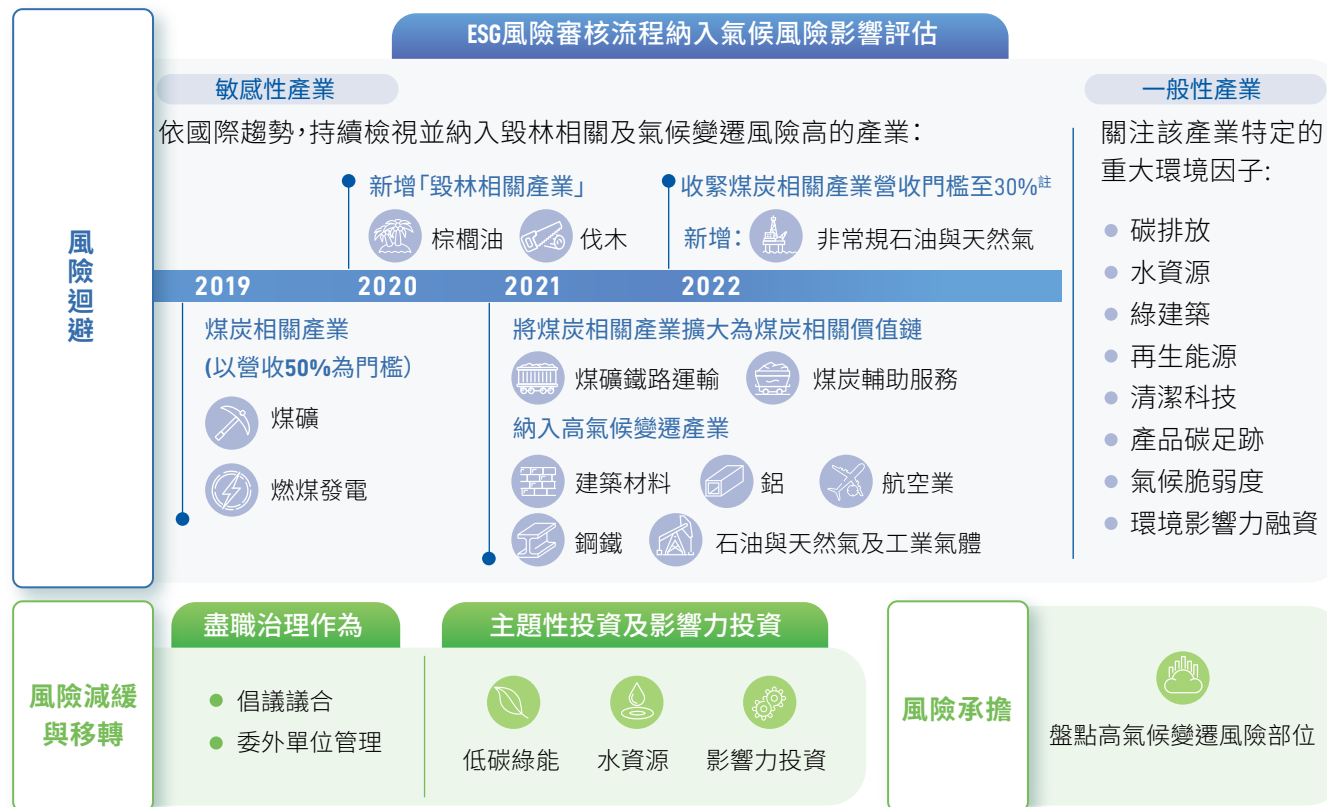 ESG風險審核流程納入氣候風險影響評估
風險迴避
敏感性產業
依國際趨勢,持續檢視並納入毀林相關及氣候變遷風險高的產業:
新增「毀林相關產業」
棕櫚油
伐木
收緊煤炭相關產業營收門檻至30%註
新增:
非常規石油與天然氣
2019
2020
2021
2022
煤炭相關產業
(以營收50%為門檻)
煤礦
燃煤發電
將煤炭相關產業擴大為煤炭相關價值鏈
煤礦鐵路運輸
煤炭輔助服務
納入高氣候變遷產業
建築材料
鋁
航空業
鋼鐵
石油與天然氣及工業氣體
一般性產業
關注該產業特定的
重大環境因子:
碳排放
水資源
綠建築
再生能源
清潔科技
產品碳足跡
氣候脆弱度
環境影響力融資
風險減緩
與移轉
盡職治理作為
倡議議合
委外單位管理
主題性投資及影響力投資
低碳綠能
水資源
影響力投資
風險承擔
盤點高氣候變遷風險部位